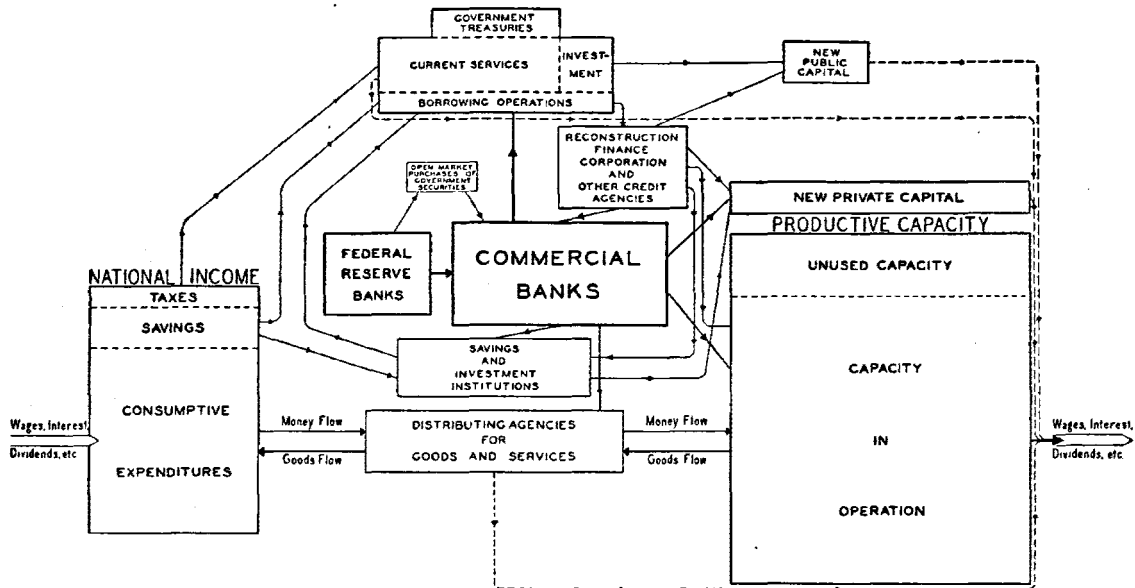 GOVERNMENT
TREASURIES
CURRENT SERVICES
INVEST-
MENT
BORROWING OPERATIONS
NEW
PUBLIC
CAPITAL
RECONSTRUCTION
FINANCE
CORPORATION
AND
OTHER CREDIT
AGENCIES
OPEN MARKET
PURCHASES OF
GOVERNMENT
SECURITIES
NEW PRIVATE CAPITAL
PRODUCTIVE CAPACITY
FEDERAL
RESERVE
BANKS
COMMERCIAL
BANKS
UNUSED CAPACITY
NATIONAL INCOME
TAXES
SAVINGS
SAVINGS
AND
INVESTMENT
INSTITUTIONS
CAPACITY
IN
OPERATION
CONSUMPTIVE
EXPENDITURES
Wages, Interest,
Dividends, etc
Money Flow
Goods Flow
DISTRIBUTING AGENCIES
FOR
GOODS AND SERVICES
Money Flow
Goods Flow
Wages, Interest,
Dividends, etc.